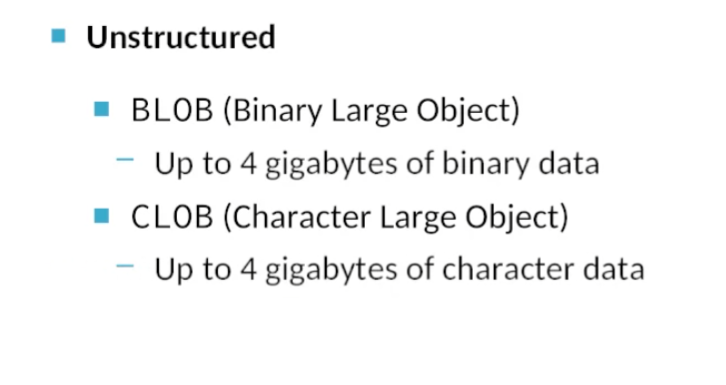 Unstructured
BLOB (Binary Large Object)
– Up to 4 gigabytes of binary data
CLOB (Character Large Object)
– Up to 4 gigabytes of character data